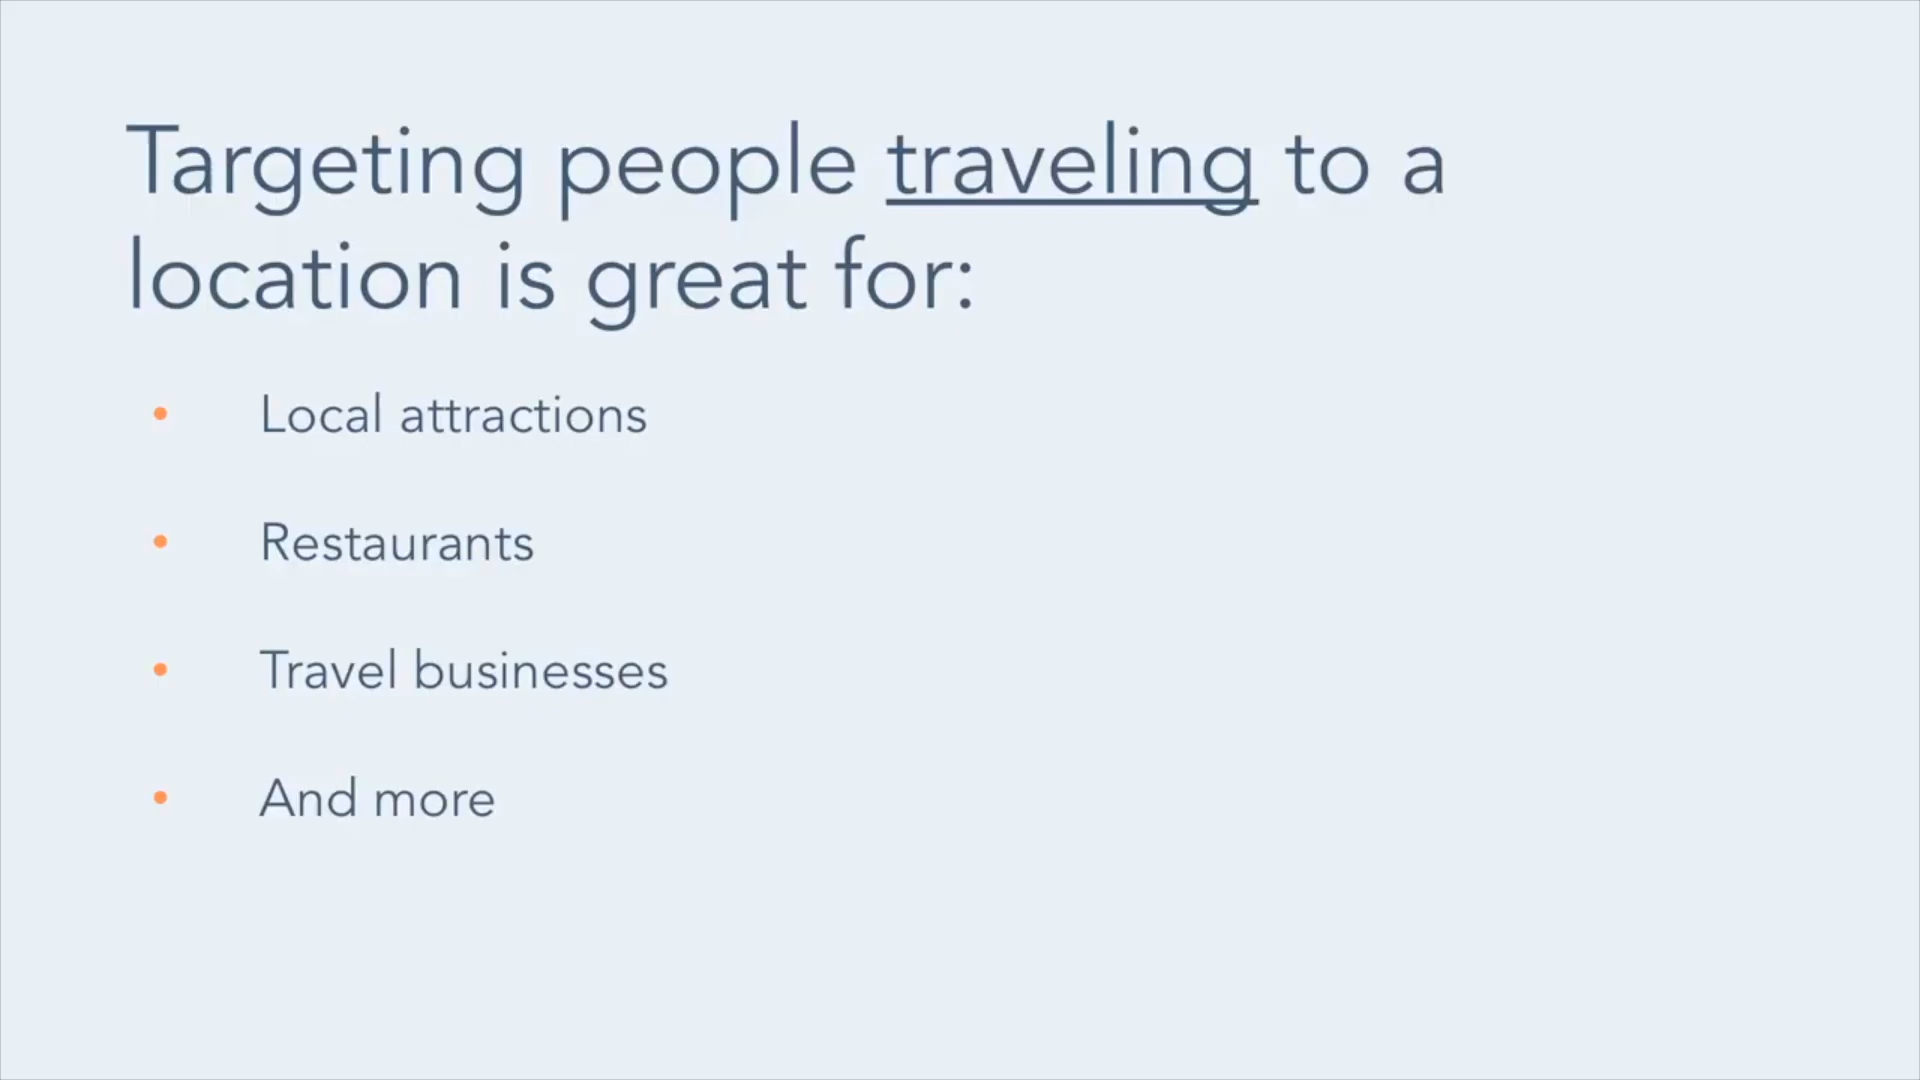 Targeting people traveling to a
location is great for:
• Local attractions
• Restaurants
• Travel businesses
• And more